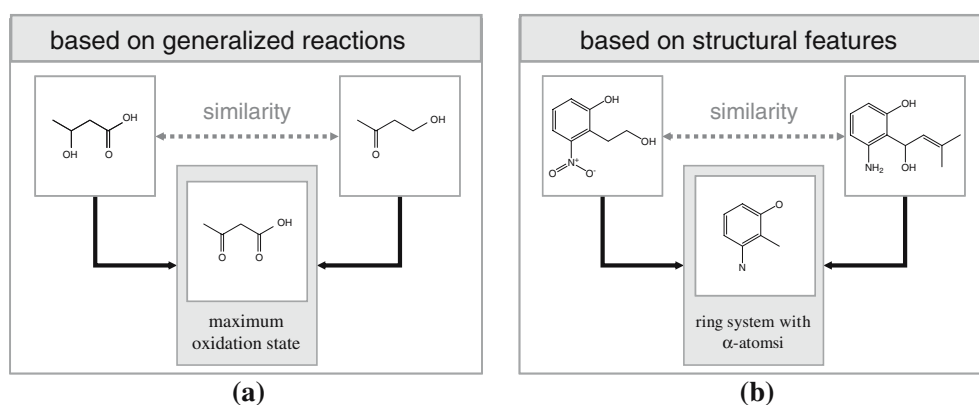 based on generalized reactions
similarity
OH
OH
O
OH
O
OH
O
O
maximum
oxidation state
(a)
based on structural features
similarity
OH
OH
N+
O
O-
OH
NH2
OH
O
N
ring system with
α-atomsi
(b)